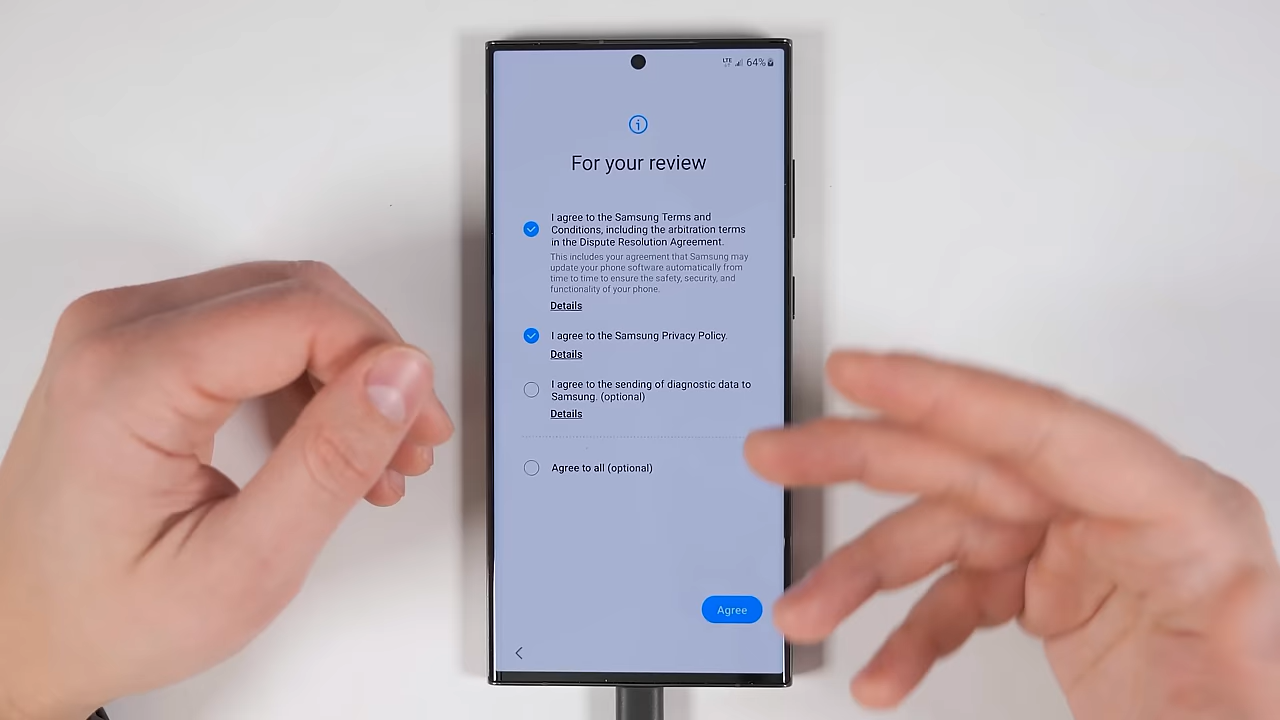 LTE 64%
For your review
I agree to the Samsung Terms and
Conditions, including the arbitration terms
in the Dispute Resolution Agreement.
This includes your agreement that Samsung may
update your phone software automatically from
time to time to ensure the safety, security, and
functionality of your phone.
Details
I agree to the Samsung Privacy Policy.
Details
I agree to the sending of diagnostic data to
Samsung. (optional)
Details
Agree to all (optional)
Agree